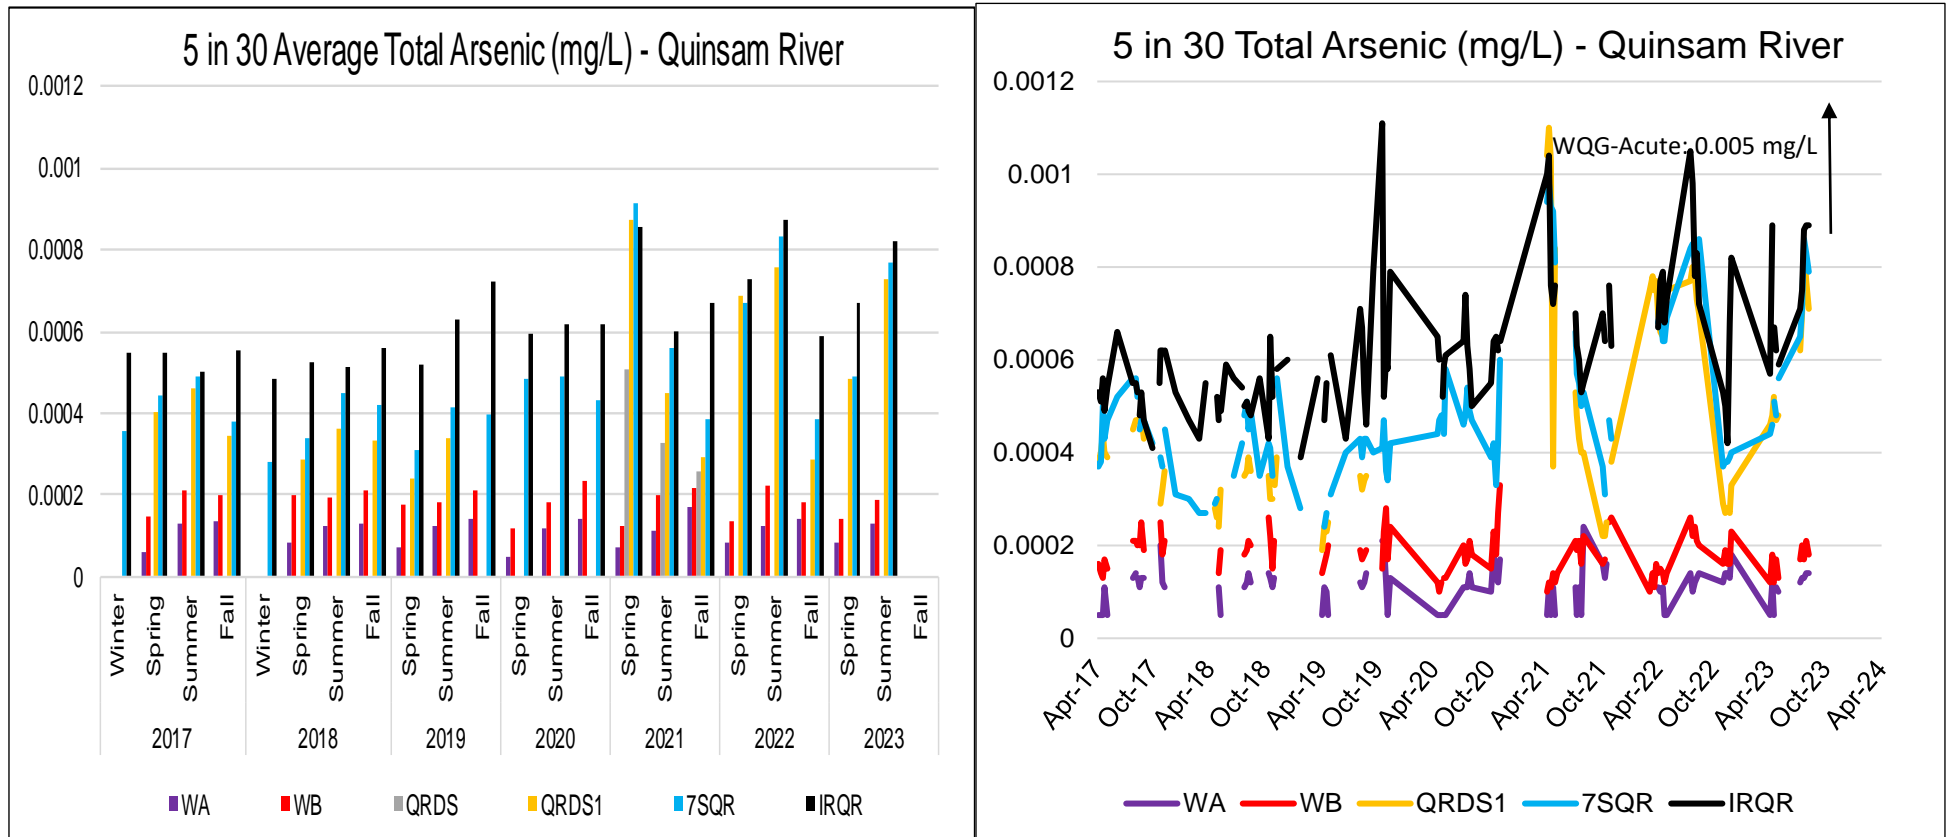 5 in 30 Average Total Arsenic (mg/L) - Quinsam River
0.0012
0.001
0.0008
0.0006
0.0004
0.0002
0
Winter Spring Summer Fall Winter Spring Summer Fall Spring Summer Fall Spring Summer Fall Spring Summer Fall Spring Summer Fall Spring Summer Fall
2017 2018 2019 2020 2021 2022 2023
WA WB QRDS QRDS1 7SQR IRQR
5 in 30 Total Arsenic (mg/L) - Quinsam River
0.0012
WQG-Acute: 0.005 mg/L
0.001
0.0008
0.0006
0.0004
0.0002
0
Apr-17 Oct-17 Apr-18 Oct-18 Apr-19 Oct-19 Apr-20 Oct-20 Apr-21 Oct-21 Apr-22 Oct-22 Apr-23 Oct-23 Apr-24
WA WB QRDS1 7SQR IRQR